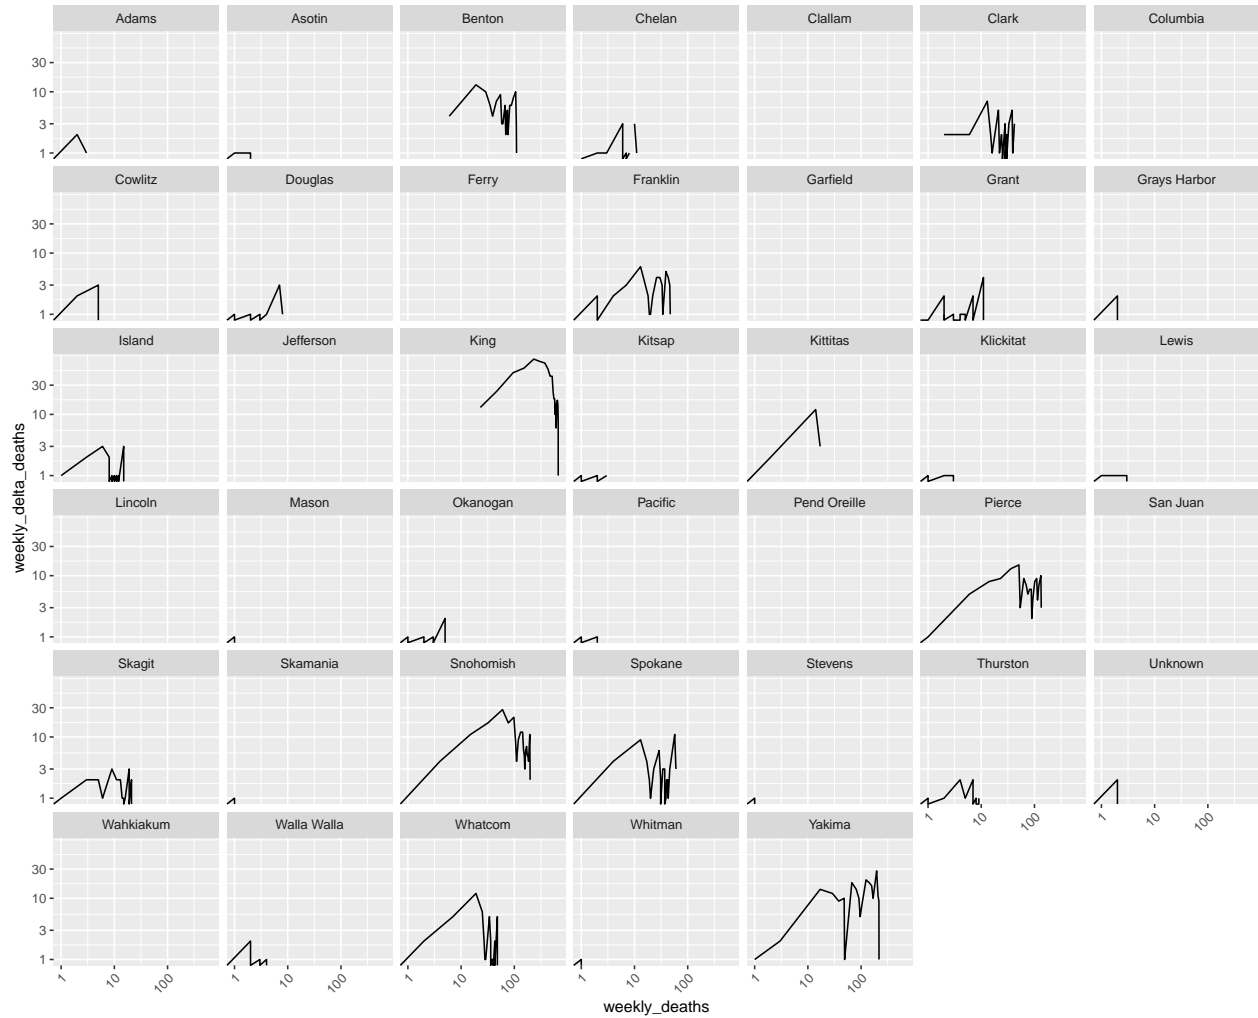 Adams Asotin Benton Chelan Clallam Clark Columbia
30
10
3
1
Cowlitz Douglas Ferry Franklin Garfield Grant Grays Harbor
30
10
3
1
Island Jefferson King Kitsap Kittitas Klickitat Lewis
30
10
3
1
weekly_delta_deaths
Lincoln Mason Okanogan Pacific Pend Oreille Pierce San Juan
30
10
3
1
Skagit Skamania Snohomish Spokane Stevens Thurston Unknown
30
10
3
1
1 10 100 1 10 100
Wahkiakum Walla Walla Whatcom Whitman Yakima
30
10
3
1
1 10 100 1 10 100 1 10 100 1 10 100 1 10 100
weekly_deaths